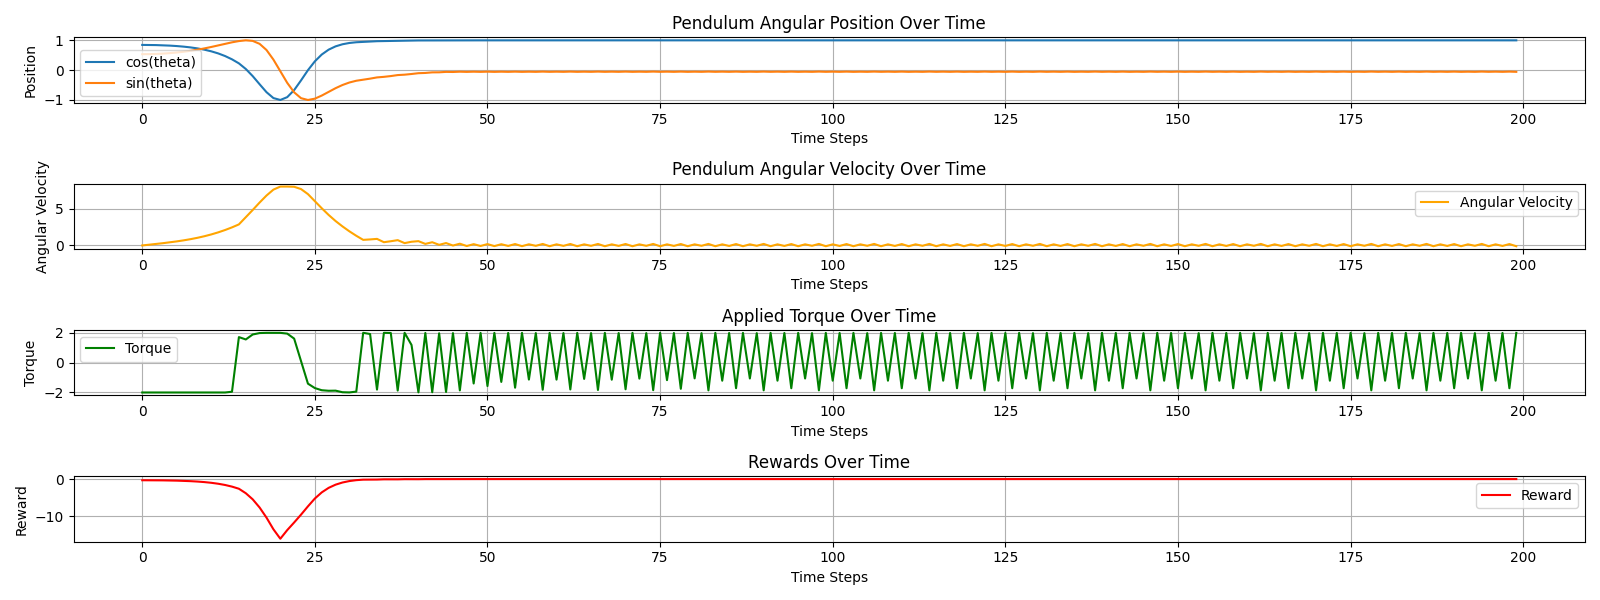 Pendulum Angular Position Over Time
Position
1
0
−1
cos(theta)
sin(theta)
0 25 50 75 100 125 150 175 200
Time Steps
Pendulum Angular Velocity Over Time
Angular Velocity
5
0
Angular Velocity
0 25 50 75 100 125 150 175 200
Time Steps
Applied Torque Over Time
Torque
2
0
−2
Torque
0 25 50 75 100 125 150 175 200
Time Steps
Rewards Over Time
Reward
0
−10
Reward
0 25 50 75 100 125 150 175 200
Time Steps